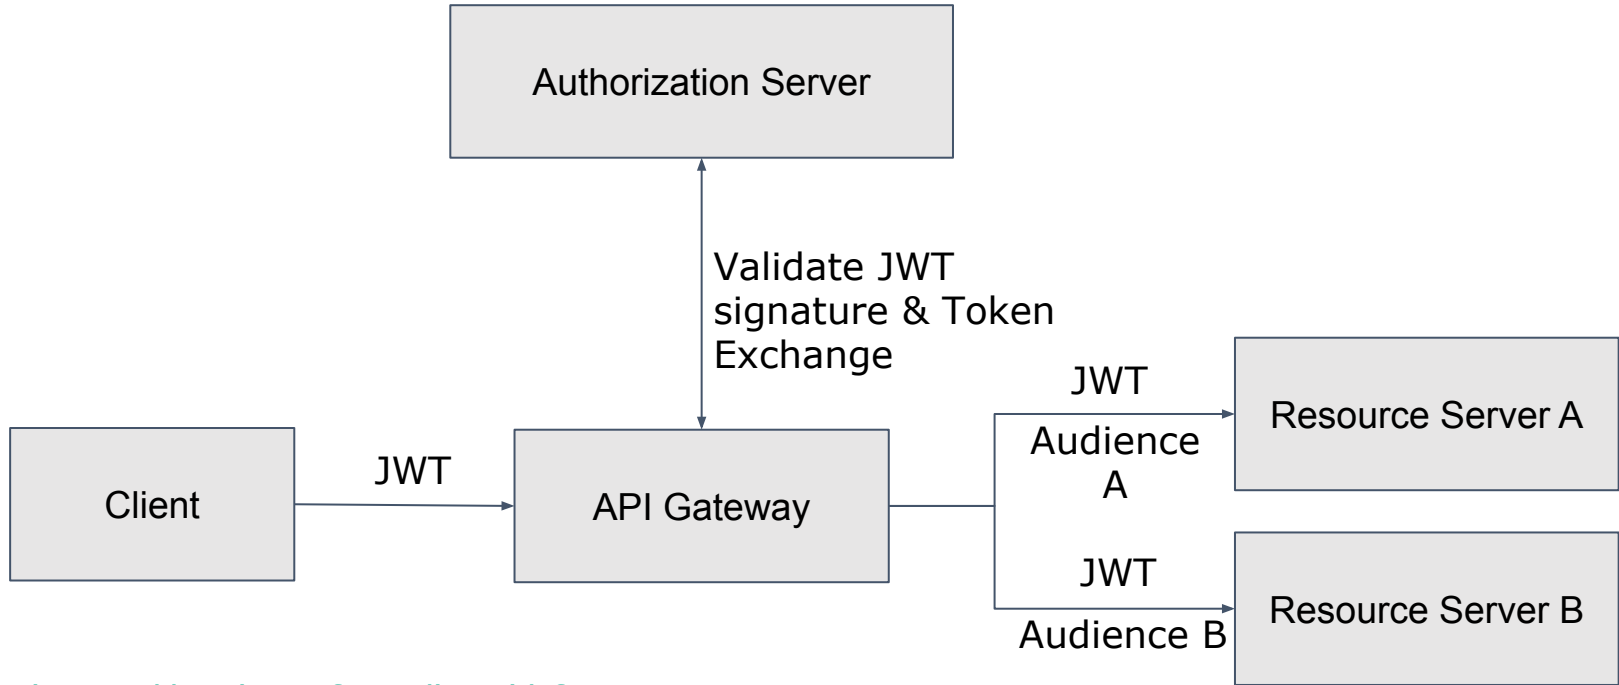 Authorization Server
Validate JWT
signature & Token
Exchange
Client
JWT
API Gateway
JWT
Audience
A
Resource Server A
JWT
Audience B
Resource Server B